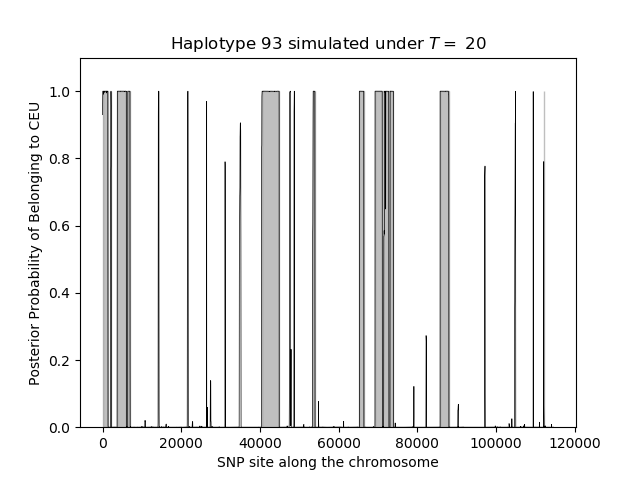 Haplotype 93 simulated under T = 20
Posterior Probability of Belonging to CEU
1.0
0.8
0.6
0.4
0.2
0.0
0 20000 40000 60000 80000 100000 120000
SNP site along the chromosome